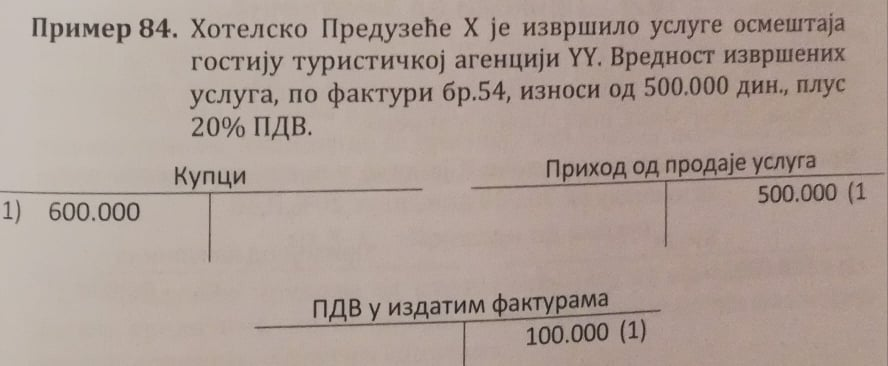 Пример 84. Хотелско Предузеће Х је извршило услуге осмештаја
гостију туристичкој агенцији YY. Вредност извршених
услуга, по фактури бр.54, износи од 500.000 дин., плус
20% ПДВ.
Купци
1) 600.000
Приход од продаје услуга
500.000 (1
ПДВ у издатим фактурама
100.000 (1)